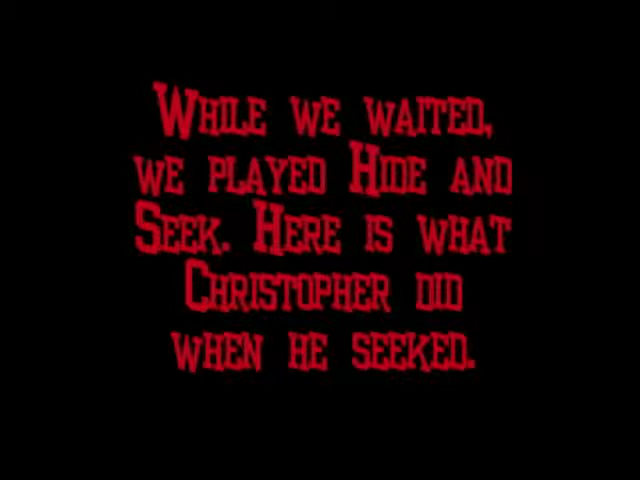 While we waited,
we played Hide and
Seek. Here is what
Christopher did
when he seeked.